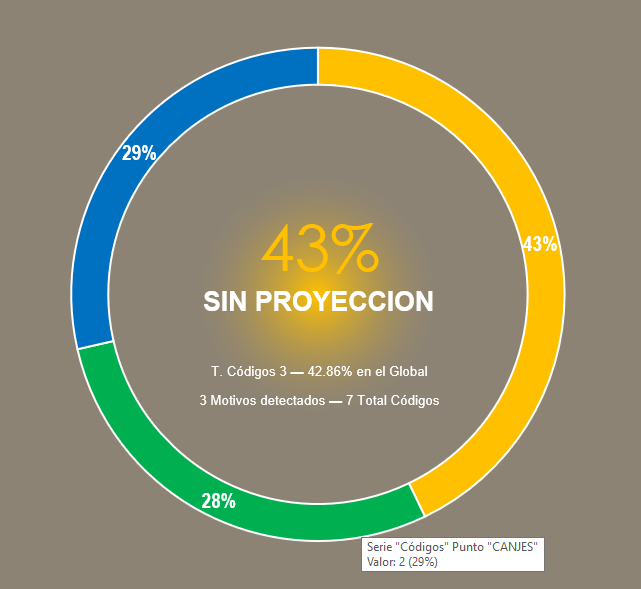 29%
43%
43%
SIN PROYECCION
T. Códigos 3 — 42.86% en el Global
3 Motivos detectados — 7 Total Códigos
28%
Serie "Códigos" Punto "CANJES"
Valor: 2 (29%)